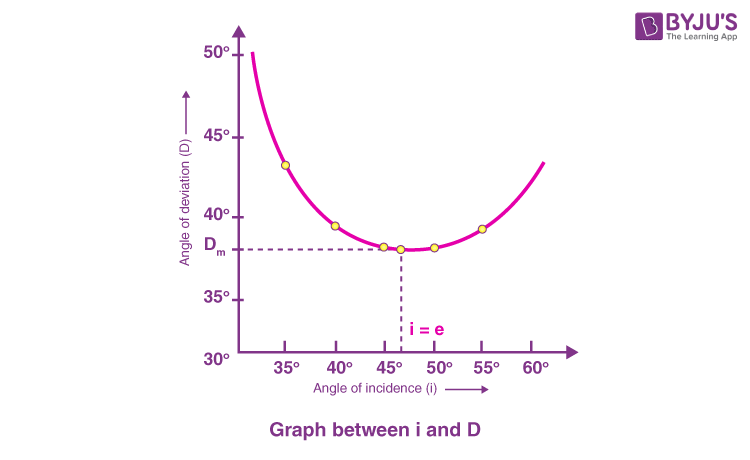 BYJU'S
The Learning App
50°
45°
40°
Dm
35°
30°
Angle of deviation (D)
i = e
35° 40° 45° 50° 55° 60°
Angle of incidence (i)
Graph between i and D